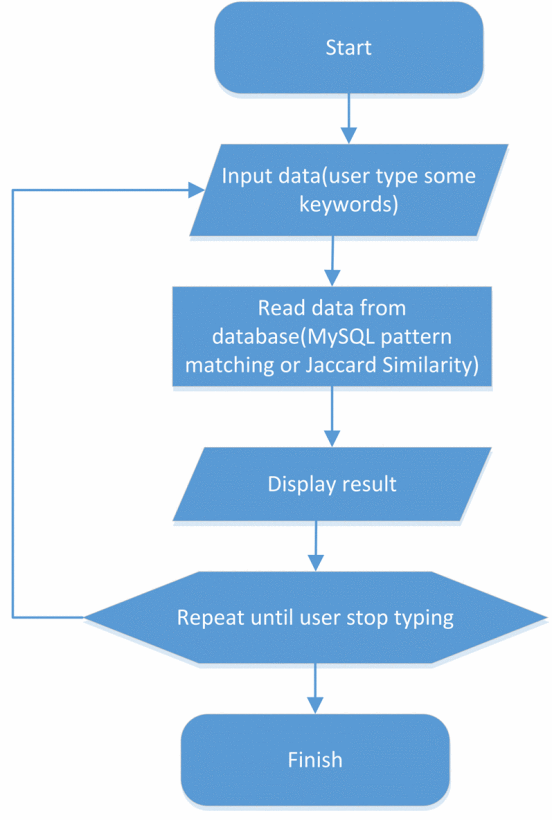 Start
Input data(user type some
keywords)
Read data from
database(MySQL pattern
matching or Jaccard Similarity)
Display result
Repeat until user stop typing
Finish